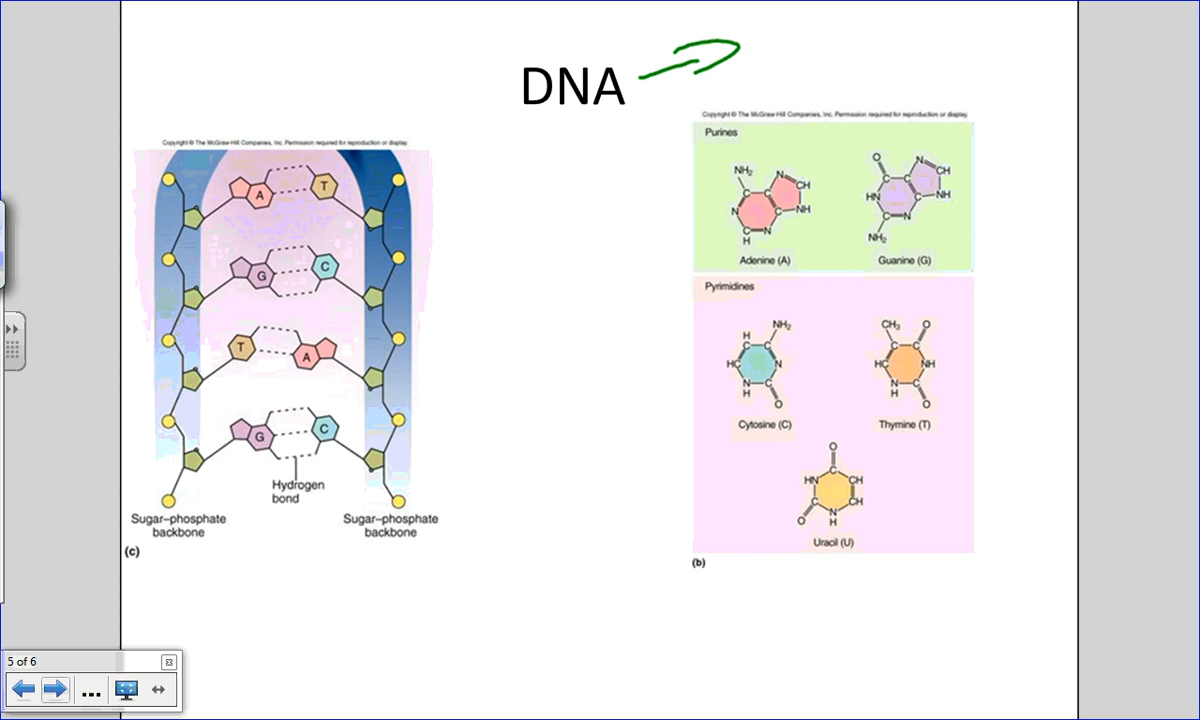 DNA
Copyright © The McGraw-Hill Companies, Inc. Permission required for reproduction or display.
A
T
G
C
T
A
G
C
Hydrogen
bond
Sugar–phosphate
backbone
Sugar–phosphate
backbone
(c)
Copyright © The McGraw-Hill Companies, Inc. Permission required for reproduction or display.
Purines
NH₂
N
CH
N
NH
C
C
N
H
Adenine (A)
O
N
C
CH
HN
C
NH
C
N
NH₂
Guanine (G)
Pyrimidines
H
NH₂
C
C
HC
N
N
C
H
O
Cytosine (C)
CH₃
O
C
C
HC
NH
N
C
H
O
Thymine (T)
O
C
HN
CH
C
CH
N
O
H
Uracil (U)
(b)
5 of 6
...